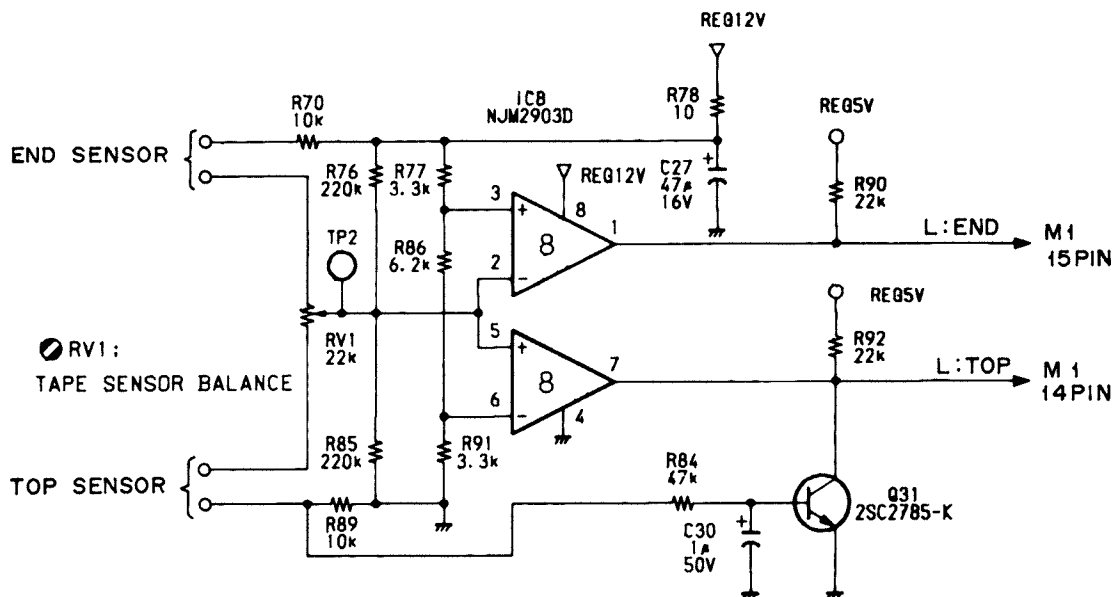 REG12V
R70
10k
IC8
NJM2903D
R78
10
REG5V
END SENSOR
R76
220k
R77
3.3k
REG12V
C27
47μ
16V
R90
22k
3
+
8
8
1
L:END
M1
15PIN
TP2
R86
6.2k
2
−
REG5V
RV1
22k
5
+
8
7
R92
22k
L:TOP
M1
14PIN
RV1:
TAPE SENSOR BALANCE
6
−
4
R85
220k
R91
3.3k
TOP SENSOR
R84
47k
Q31
2SC2785-K
R89
10k
+
C30
1μ
50V